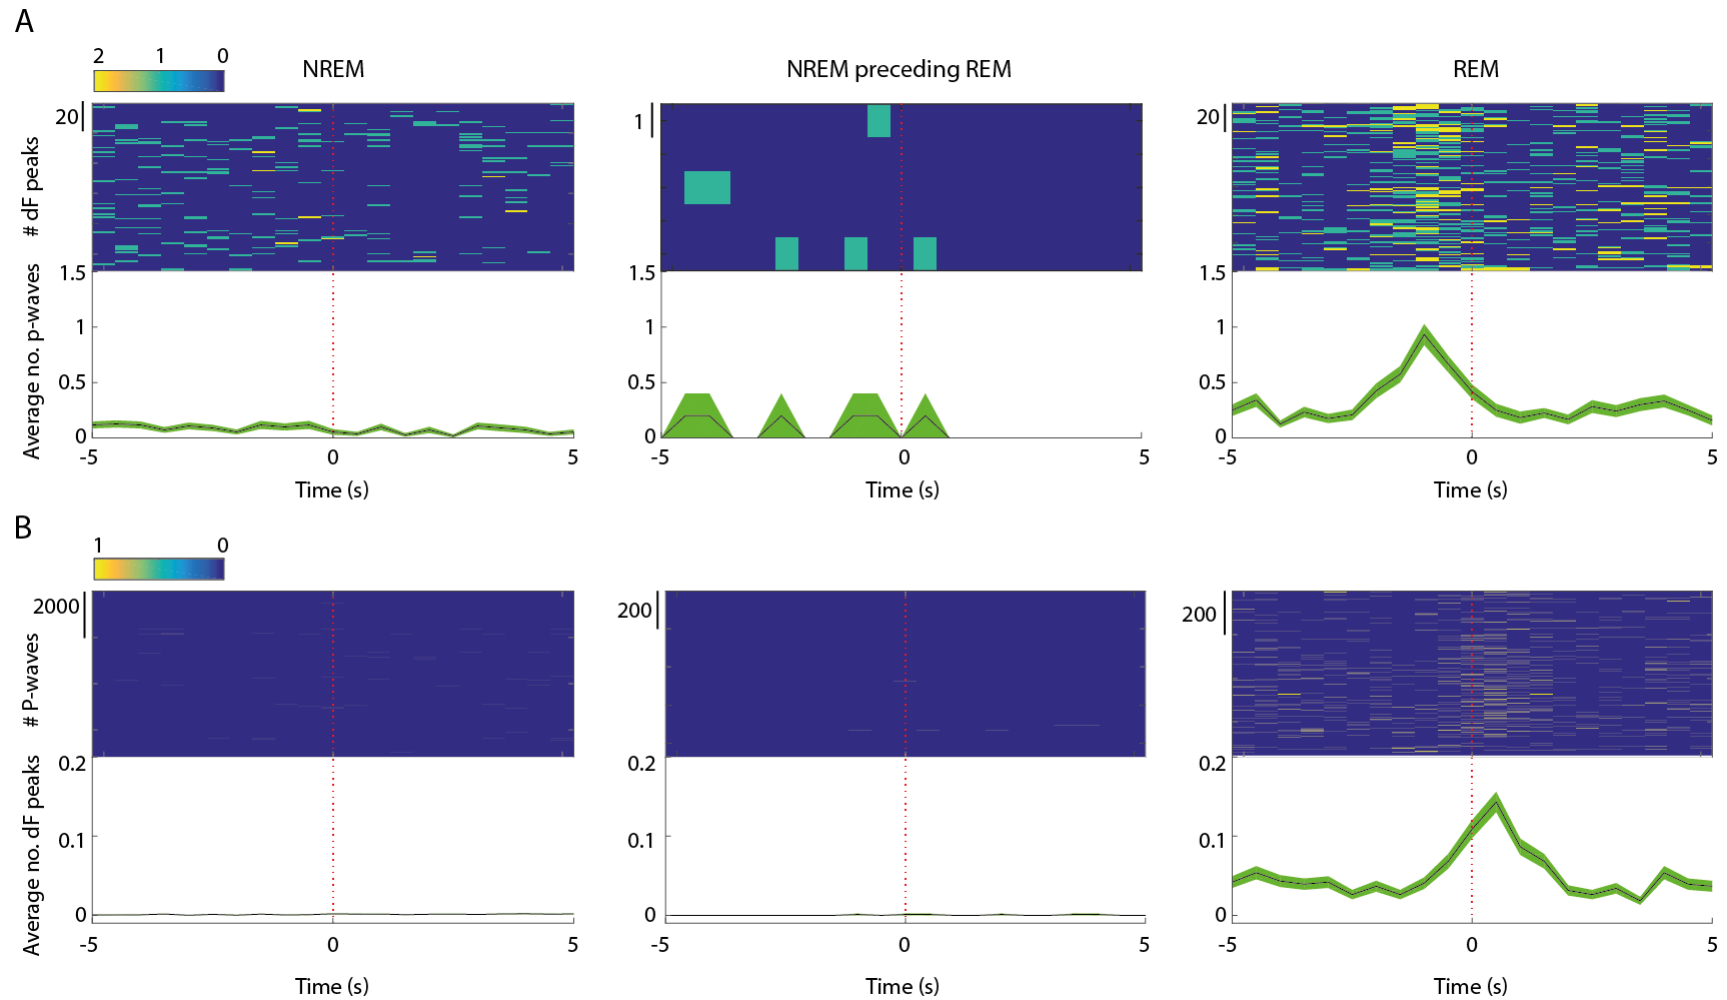 A
2 1 0
NREM
NREM preceding REM
REM
20
1
20
# dF peaks
1.5
1
0.5
0
Average no. p-waves
-5 0 5
Time (s)
1.5
1
0.5
0
-5 0 5
Time (s)
1.5
1
0.5
0
-5 0 5
Time (s)
B
1 0
2000
200
200
# P-waves
0.2
0.1
0
Average no. dF peaks
-5 0 5
Time (s)
0.2
0.1
0
-5 0 5
Time (s)
0.2
0.1
0
-5 0 5
Time (s)